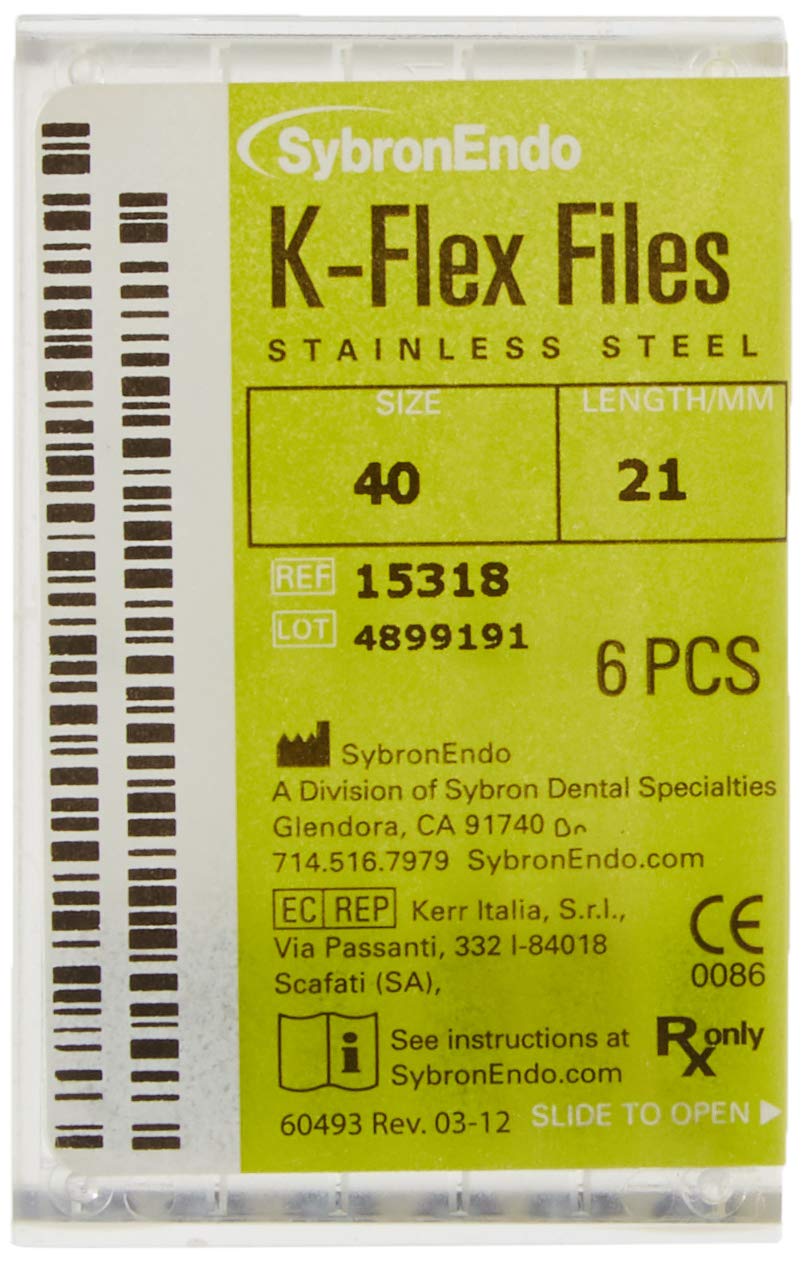 SybronEndo
K-Flex Files
STAINLESS STEEL
SIZE LENGTH/MM
40 21
REF 15318
LOT 4899191
6 PCS
SybronEndo
A Division of Sybron Dental Specialties
Glendora, CA 91740
714.516.7979 SybronEndo.com
EC REP Kerr Italia, S.r.l.,
Via Passanti, 332 I-84018
Scafati (SA),
CE
0086
i See instructions at
SybronEndo.com
Rx only
60493 Rev. 03-12 SLIDE TO OPEN